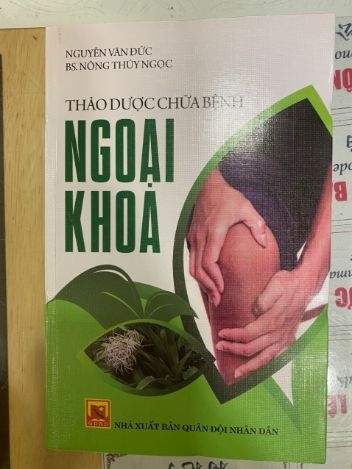 NGUYỄN VĂN ĐỨC
BS. NÔNG THÚY NGỌC
THẢO DƯỢC CHỮA BỆNH
NGOẠI
KHOA
NHÀ XUẤT BẢN QUÂN ĐỘI NHÂN DÂN